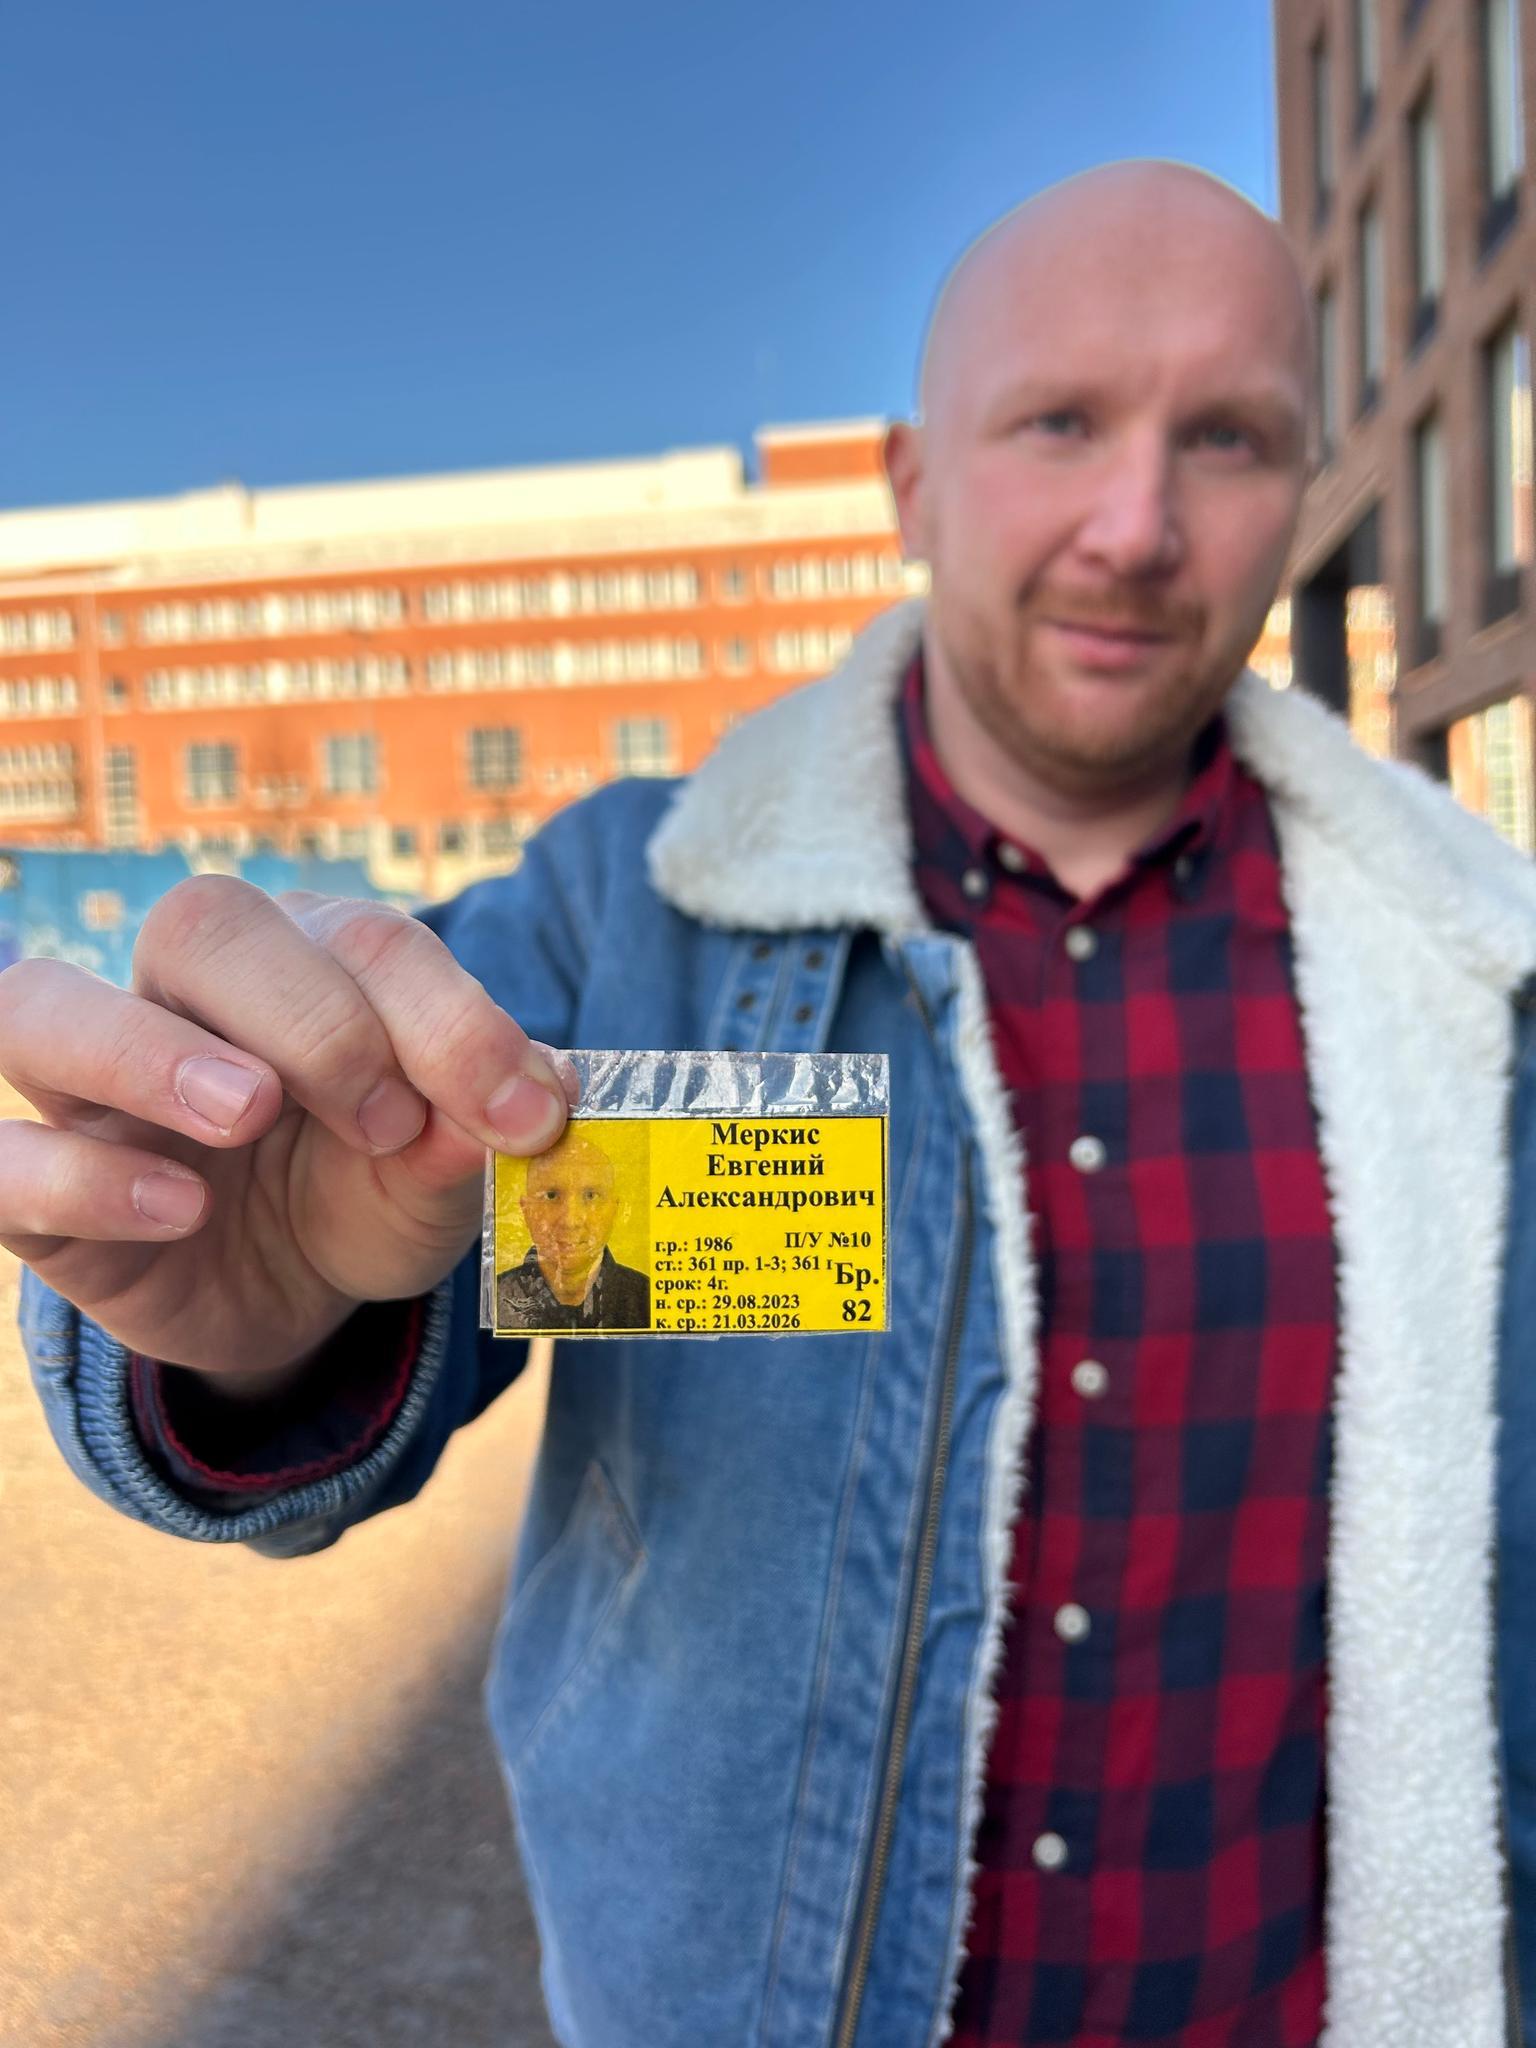 Меркис
Евгений
Александрович
г.р.: 1986 П/У №10
ст.: 361 пр. 1-3; 361
срок: 4г. Бр.
н. ср.: 29.08.2023 82
к. ср.: 21.03.2026